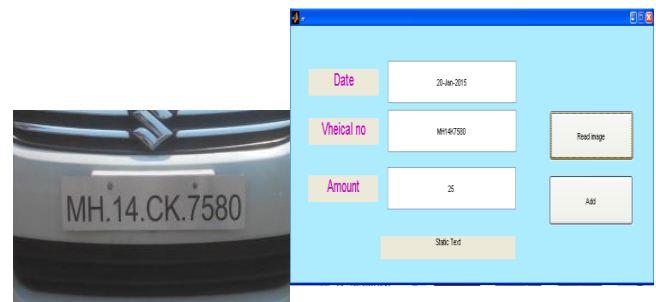 MH.14.CK.7580
Date
20-Jan-2015
Vheical no
MH14K7580
Amount
25
Read image
Add
Static Text